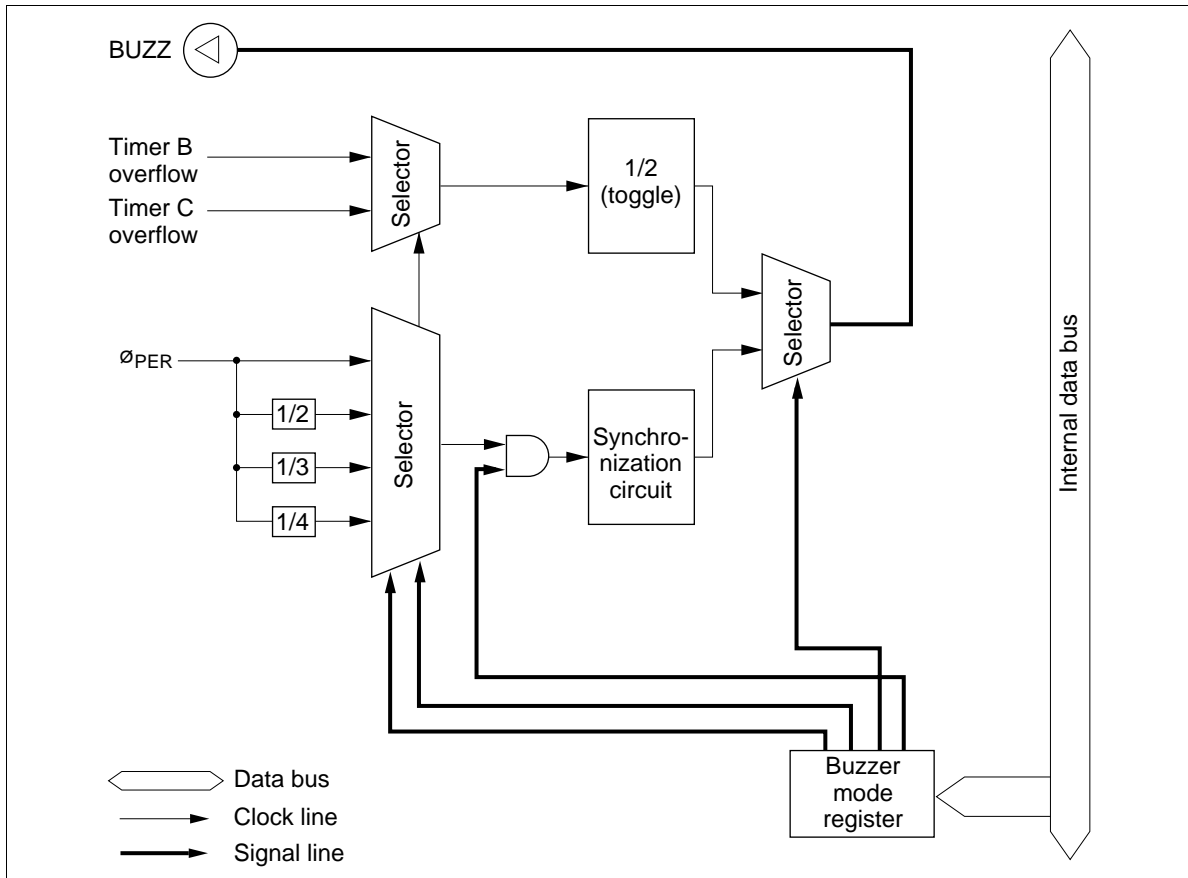 BUZZ
Timer B
overflow
Timer C
overflow
Selector
1/2
(toggle)
Selector
øPER
1/2
1/3
1/4
Selector
Synchro-
nization
circuit
Internal data bus
Buzzer
mode
register
Data bus
Clock line
Signal line